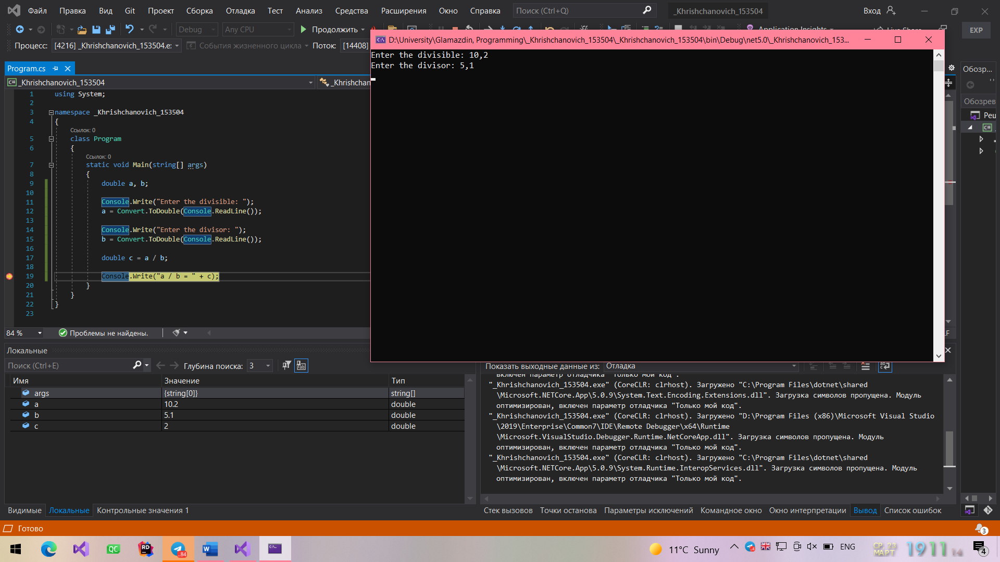 Файл Правка Вид Git Проект Сборка Отладка Тест Анализ Средства Расширения Окно Справка Поиск (Ctrl+Q) _Khrishchanovich_153504 Вход
Debug Any CPU Продолжить Application Insights Live Share EXP
Процесс: [4216] _Khrishchanovich_153504.e: События жизненного цикла Поток: [14408]
D:\University\Glamazdin, Programming\_Khrishchanovich_153504\_Khrishchanovich_153504\bin\Debug\net5.0\_Khrishchanovich_153...
Enter the divisible: 10,2
Enter the divisor: 5,1
Program.cs
C# _Khrishchanovich_153504 _Khrishchan
1 using System;
2
3 namespace _Khrishchanovich_153504
4 {
Ссылок: 0
5 class Program
6 {
Ссылок: 0
7 static void Main(string[] args)
8 {
9 double a, b;
10
11 Console.Write("Enter the divisible: ");
12 a = Convert.ToDouble(Console.ReadLine());
13
14 Console.Write("Enter the divisor: ");
15 b = Convert.ToDouble(Console.ReadLine());
16
17 double c = a / b;
18
19 Console.Write("a / b = " + c);
20 }
21 }
22 }
23
84 % Проблемы не найдены.
Обозр...
Обозрев
Реш
C#
Локальные
Поиск (Ctrl+E) Глубина поиска: 3
Имя Значение Тип
args {string[0]} string[]
a 10.2 double
b 5.1 double
c 2 double
Видимые Локальные Контрольные значения 1
Показать выходные данные из: Отладка
включен параметр отладчика "Только мой код".
"_Khrishchanovich_153504.exe" (CoreCLR: clrhost). Загружено "C:\Program Files\dotnet\shared
\Microsoft.NETCore.App\5.0.9\System.Text.Encoding.Extensions.dll". Загрузка символов пропущена. Модуль
оптимизирован, включен параметр отладчика "Только мой код".
"_Khrishchanovich_153504.exe" (CoreCLR: clrhost). Загружено "D:\Program Files (x86)\Microsoft Visual Studio
\2019\Enterprise\Common7\IDE\Remote Debugger\x64\Runtime
\Microsoft.VisualStudio.Debugger.Runtime.NetCoreApp.dll". Загрузка символов пропущена. Модуль
оптимизирован, включен параметр отладчика "Только мой код".
"_Khrishchanovich_153504.exe" (CoreCLR: clrhost). Загружено "C:\Program Files\dotnet\shared
\Microsoft.NETCore.App\5.0.9\System.Runtime.InteropServices.dll". Загрузка символов пропущена. Модуль
оптимизирован, включен параметр отладчика "Только мой код".
Стек вызовов Точки останова Параметры исключений Командное окно Окно интерпретации Вывод Список ошибок
Готово 3
QC RD 84 11°C Sunny ENG СР, 23 МАРТ 19 11 4